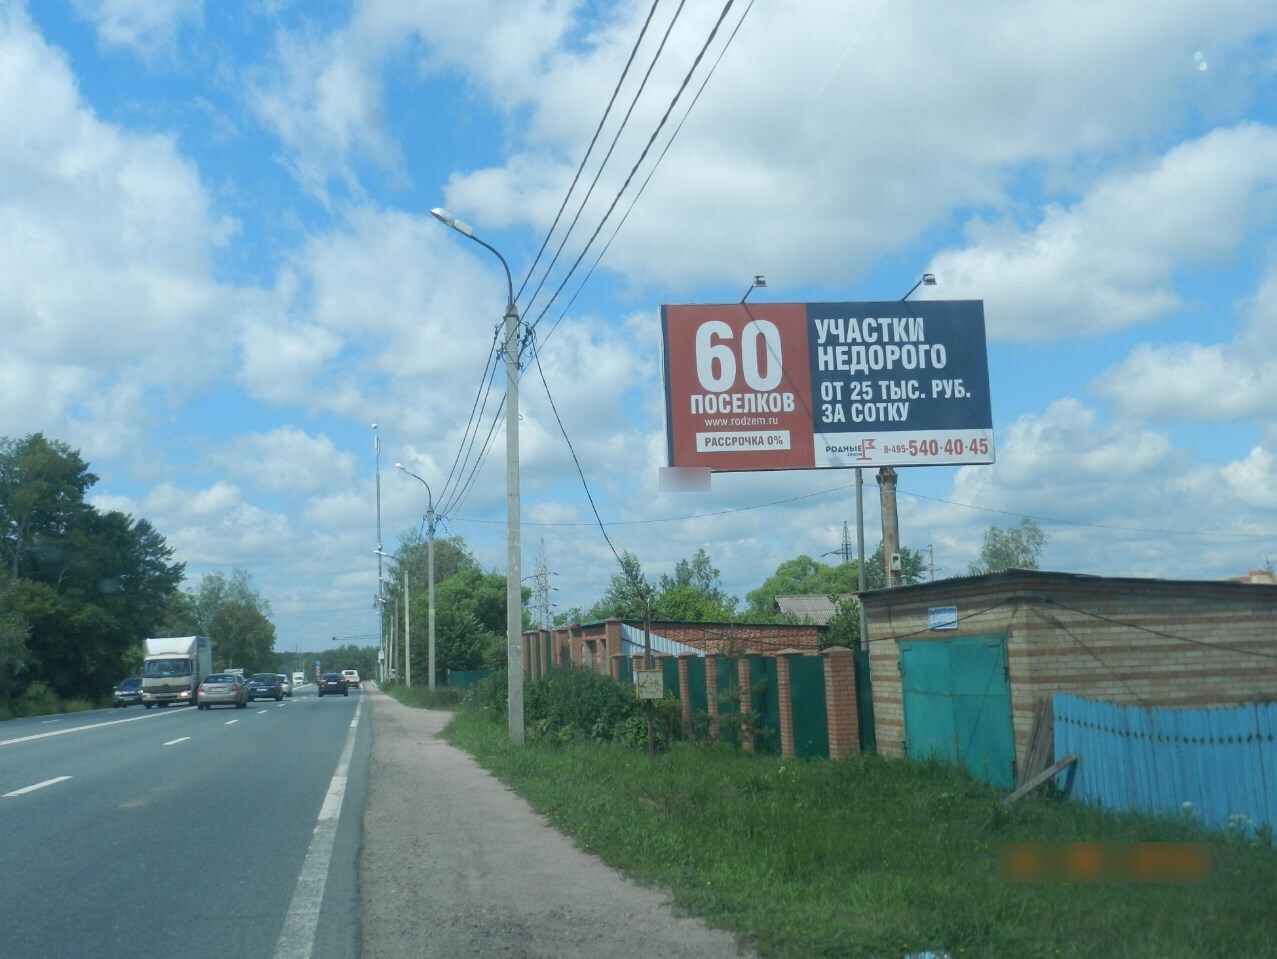 60
ПОСЕЛКОВ
www.rodzem.ru
РАССРОЧКА 0%
УЧАСТКИ
НЕДОРОГО
ОТ 25 ТЫС. РУБ.
ЗА СОТКУ
РОДНЫЕ
ЗЕМЛИ
8-495-540-40-45